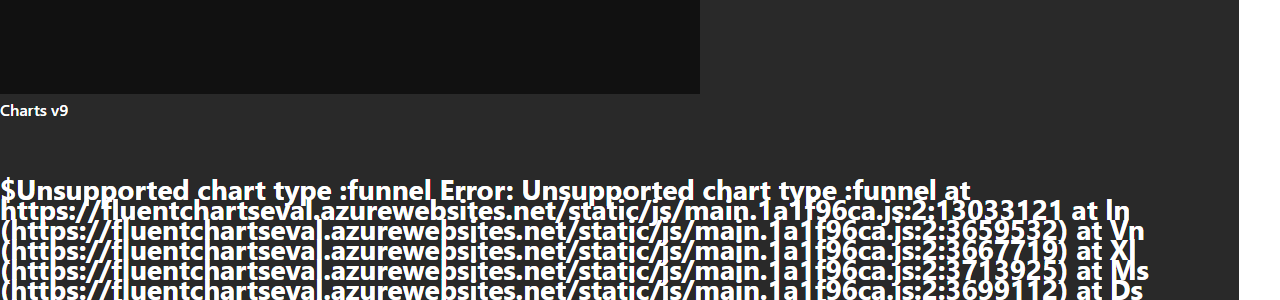 Charts v9
$Unsupported chart type :funnel Error: Unsupported chart type :funnel at
https://fluentchartseval.azurewebsites.net/static/js/main.1a1f96ca.js:2:13033121 at ln
(https://fluentchartseval.azurewebsites.net/static/js/main.1a1f96ca.js:2:3659532) at Vn
(https://fluentchartseval.azurewebsites.net/static/js/main.1a1f96ca.js:2:3667719) at Xl
(https://fluentchartseval.azurewebsites.net/static/js/main.1a1f96ca.js:2:3713925) at Ms
(https://fluentchartseval.azurewebsites.net/static/js/main.1a1f96ca.js:2:3699112) at Ds